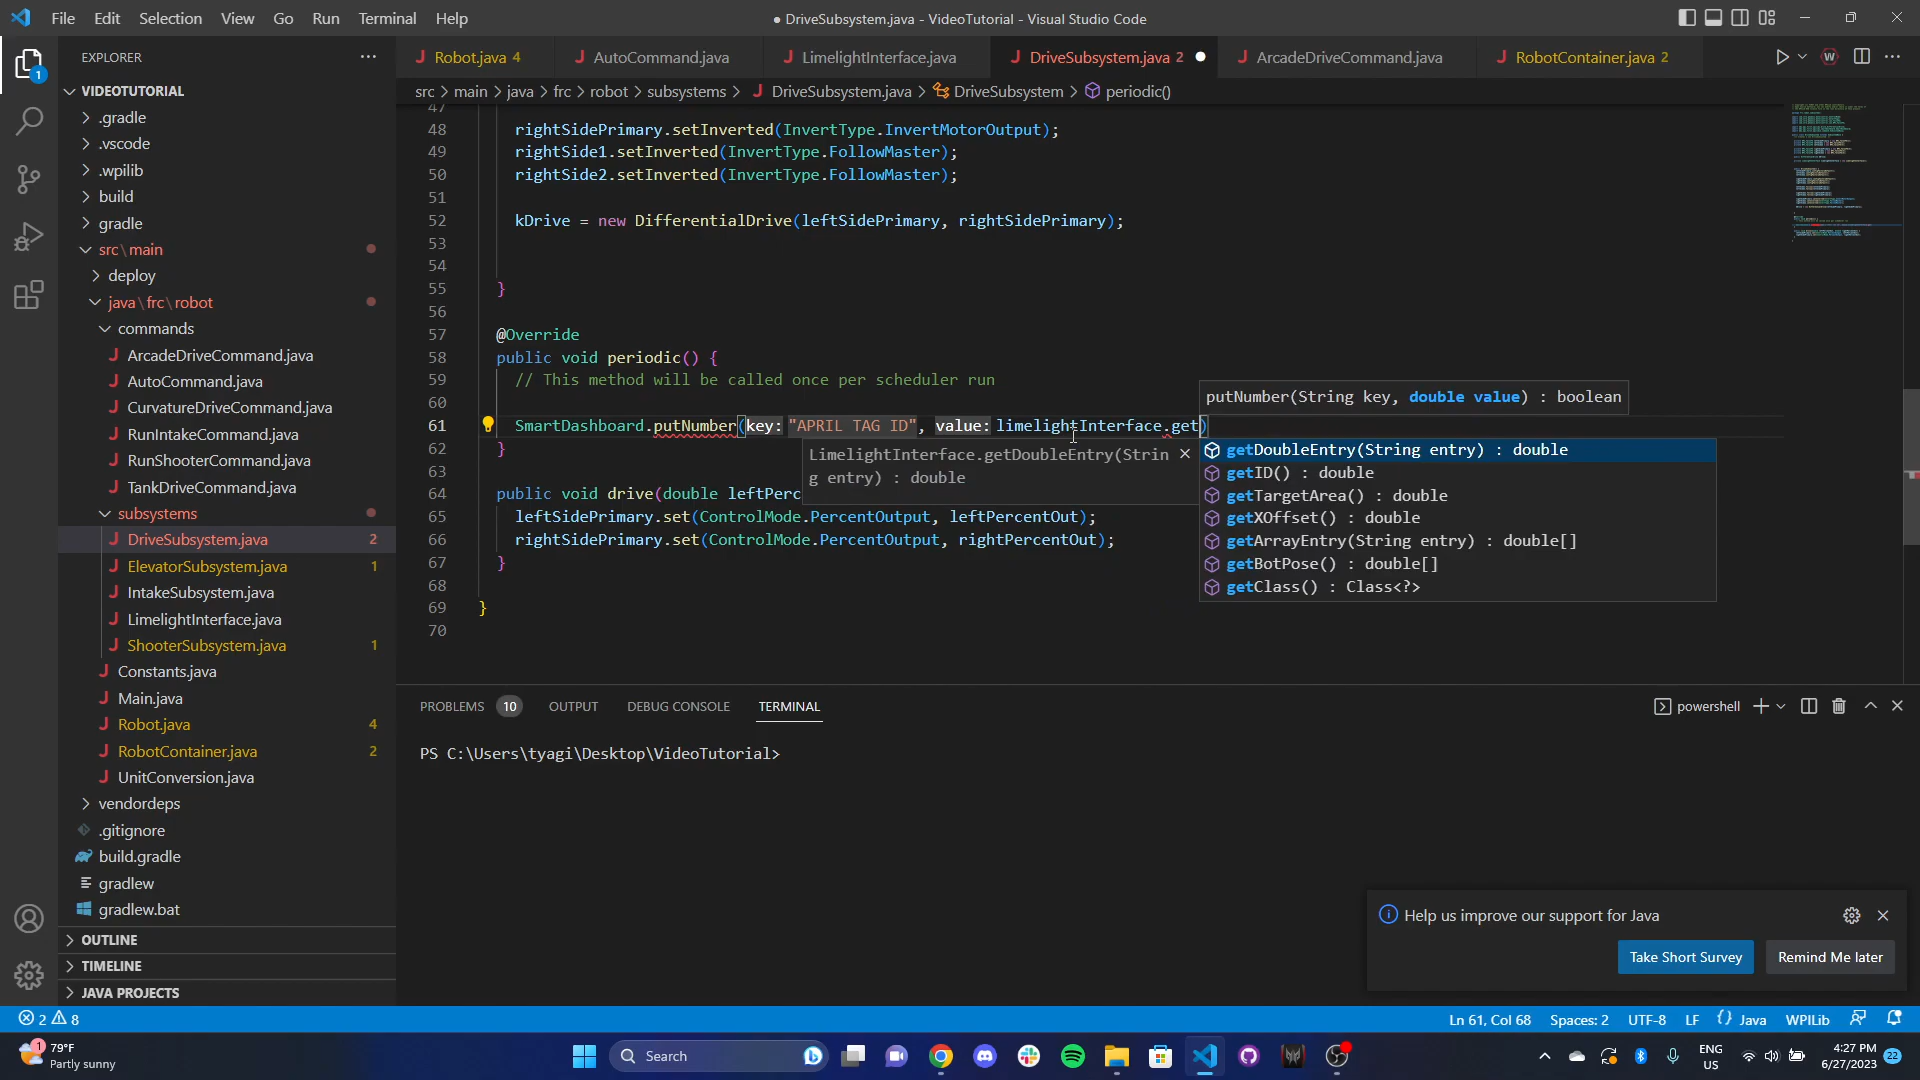 File Edit Selection View Go Run Terminal Help
● DriveSubsystem.java - VideoTutorial - Visual Studio Code
EXPLORER
VIDEOTUTORIAL
.gradle
.vscode
.wpilib
build
gradle
src\main
deploy
java\frc\robot
commands
ArcadeDriveCommand.java
AutoCommand.java
CurvatureDriveCommand.java
RunIntakeCommand.java
RunShooterCommand.java
TankDriveCommand.java
subsystems
DriveSubsystem.java 2
ElevatorSubsystem.java 1
IntakeSubsystem.java
LimelightInterface.java
ShooterSubsystem.java 1
Constants.java
Main.java
Robot.java 4
RobotContainer.java 2
UnitConversion.java
vendordeps
.gitignore
build.gradle
gradlew
gradlew.bat
OUTLINE
TIMELINE
JAVA PROJECTS
Robot.java 4 AutoCommand.java LimelightInterface.java DriveSubsystem.java 2 ArcadeDriveCommand.java RobotContainer.java 2
src > main > java > frc > robot > subsystems > DriveSubsystem.java > DriveSubsystem > periodic()
47
48 rightSidePrimary.setInverted(InvertType.InvertMotorOutput);
49 rightSide1.setInverted(InvertType.FollowMaster);
50 rightSide2.setInverted(InvertType.FollowMaster);
51
52 kDrive = new DifferentialDrive(leftSidePrimary, rightSidePrimary);
53
54
55 }
56
57 @Override
58 public void periodic() {
59 // This method will be called once per scheduler run
60
61 SmartDashboard.putNumber(key: "APRIL TAG ID", value: limelightInterface.get)
62 }
63
64 public void drive(double leftPerc
65 leftSidePrimary.set(ControlMode.PercentOutput, leftPercentOut);
66 rightSidePrimary.set(ControlMode.PercentOutput, rightPercentOut);
67 }
68
69 }
70
putNumber(String key, double value) : boolean
LimelightInterface.getDoubleEntry(Strin
g entry) : double
getDoubleEntry(String entry) : double
getID() : double
getTargetArea() : double
getXOffset() : double
getArrayEntry(String entry) : double[]
getBotPose() : double[]
getClass() : Class<?>
PROBLEMS 10 OUTPUT DEBUG CONSOLE TERMINAL
powershell
PS C:\Users\tyagi\Desktop\VideoTutorial>
Help us improve our support for Java
Take Short Survey Remind Me later
2 8
Ln 61, Col 68 Spaces: 2 UTF-8 LF {} Java WPILib
1
79°F
Partly sunny
Search
ENG
US
4:27 PM
6/27/2023
22